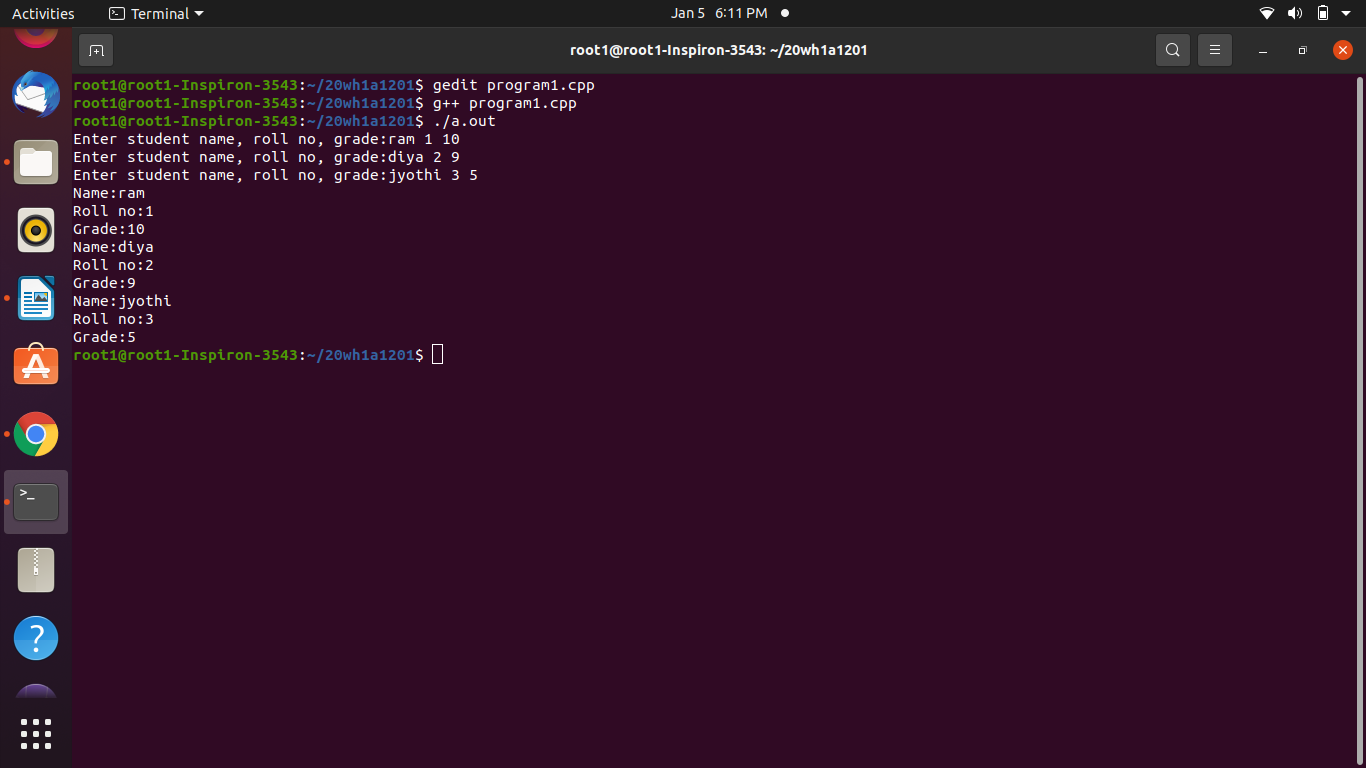 Activities
Terminal
Jan 5 6:11 PM
root1@root1-Inspiron-3543: ~/20wh1a1201
root1@root1-Inspiron-3543:~/20wh1a1201$ gedit program1.cpp
root1@root1-Inspiron-3543:~/20wh1a1201$ g++ program1.cpp
root1@root1-Inspiron-3543:~/20wh1a1201$ ./a.out
Enter student name, roll no, grade:ram 1 10
Enter student name, roll no, grade:diya 2 9
Enter student name, roll no, grade:jyothi 3 5
Name:ram
Roll no:1
Grade:10
Name:diya
Roll no:2
Grade:9
Name:jyothi
Roll no:3
Grade:5
root1@root1-Inspiron-3543:~/20wh1a1201$